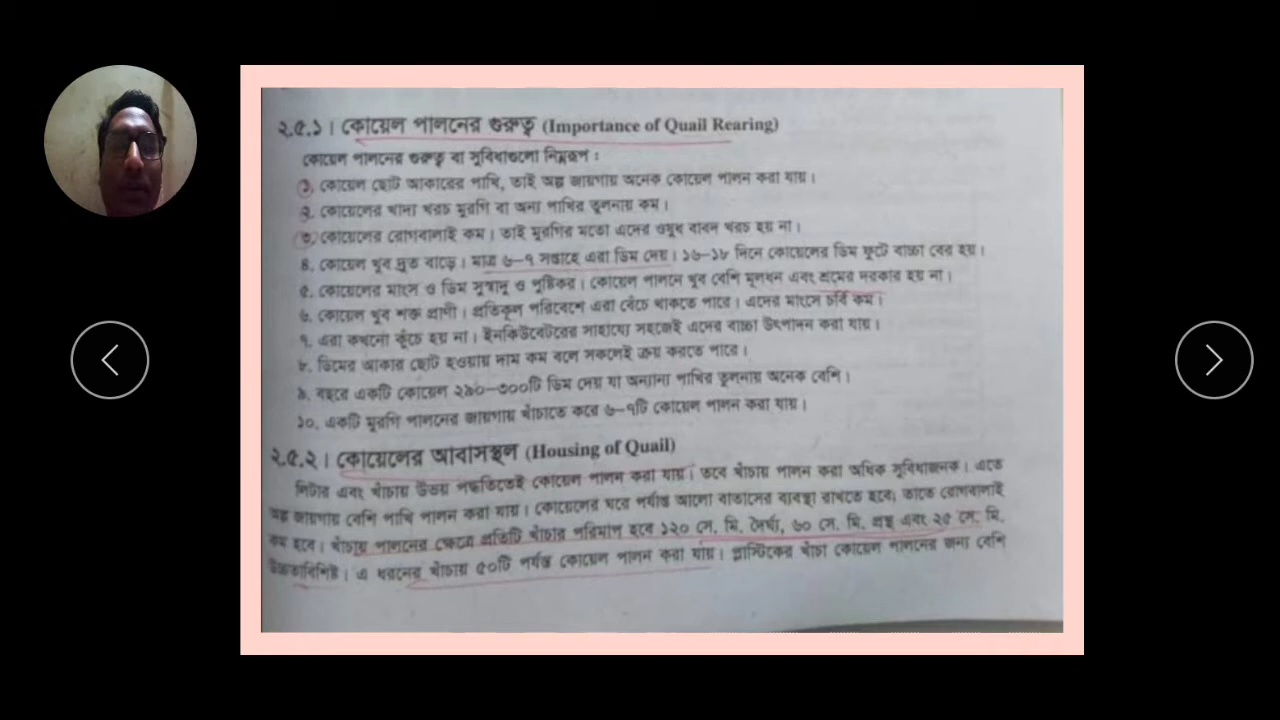 ২.৫.১। কোয়েল পালনের গুরুত্ব (Importance of Quail Rearing)
কোয়েল পালনের গুরুত্ব বা সুবিধাগুলো নিম্নরূপ :
১. কোয়েল ছোট আকারের পাখি, তাই অল্প জায়গায় অনেক কোয়েল পালন করা যায়।
২. কোয়েলের খাদ্য খরচ মুরগি বা অন্য পাখির তুলনায় কম।
৩. কোয়েলের রোগবালাই কম। তাই মুরগির মতো এদের ওষুধ বাবদ খরচ হয় না।
৪. কোয়েল খুব দ্রুত বাড়ে। মাত্র ৬-৭ সপ্তাহে এরা ডিম দেয়। ১৬-১৮ দিনে কোয়েলের ডিম ফুটে বাচ্চা বের হয়।
৫. কোয়েলের মাংস ও ডিম সুস্বাদু ও পুষ্টিকর। কোয়েল পালনে খুব বেশি মূলধন এবং শ্রমের দরকার হয় না।
৬. কোয়েল খুব শক্ত প্রাণী। প্রতিকূল পরিবেশে এরা বেঁচে থাকতে পারে। এদের মাংসে চর্বি কম।
৭. এরা কখনো কুঁচে হয় না। ইনকিউবেটরের সাহায্যে সহজেই এদের বাচ্চা উৎপাদন করা যায়।
৮. ডিমের আকার ছোট হওয়ায় দাম কম বলে সকলেই ক্রয় করতে পারে।
৯. বছরে একটি কোয়েল ২৯০-৩০০টি ডিম দেয় যা অন্যান্য পাখির তুলনায় অনেক বেশি।
১০. একটি মুরগি পালনের জায়গায় খাঁচাতে করে ৬-৭টি কোয়েল পালন করা যায়।
২.৫.২। কোয়েলের আবাসস্থল (Housing of Quail)
লিটার এবং খাঁচায় উভয় পদ্ধতিতেই কোয়েল পালন করা যায়। তবে খাঁচায় পালন করা অধিক সুবিধাজনক। এতে
অল্প জায়গায় বেশি পাখি পালন করা যায়। কোয়েলের ঘরে পর্যাপ্ত আলো বাতাসের ব্যবস্থা রাখতে হবে, তাতে রোগবালাই
কম হবে। খাঁচায় পালনের ক্ষেত্রে প্রতিটি খাঁচার পরিমাপ হবে ১২০ সে. মি. দৈর্ঘ্য, ৬০ সে. মি. প্রস্থ এবং ২৫ সে. মি.
উচ্চতাবিশিষ্ট। এ ধরনের খাঁচায় ৫০টি পর্যন্ত কোয়েল পালন করা যায়। প্লাস্টিকের খাঁচা কোয়েল পালনের জন্য বেশি